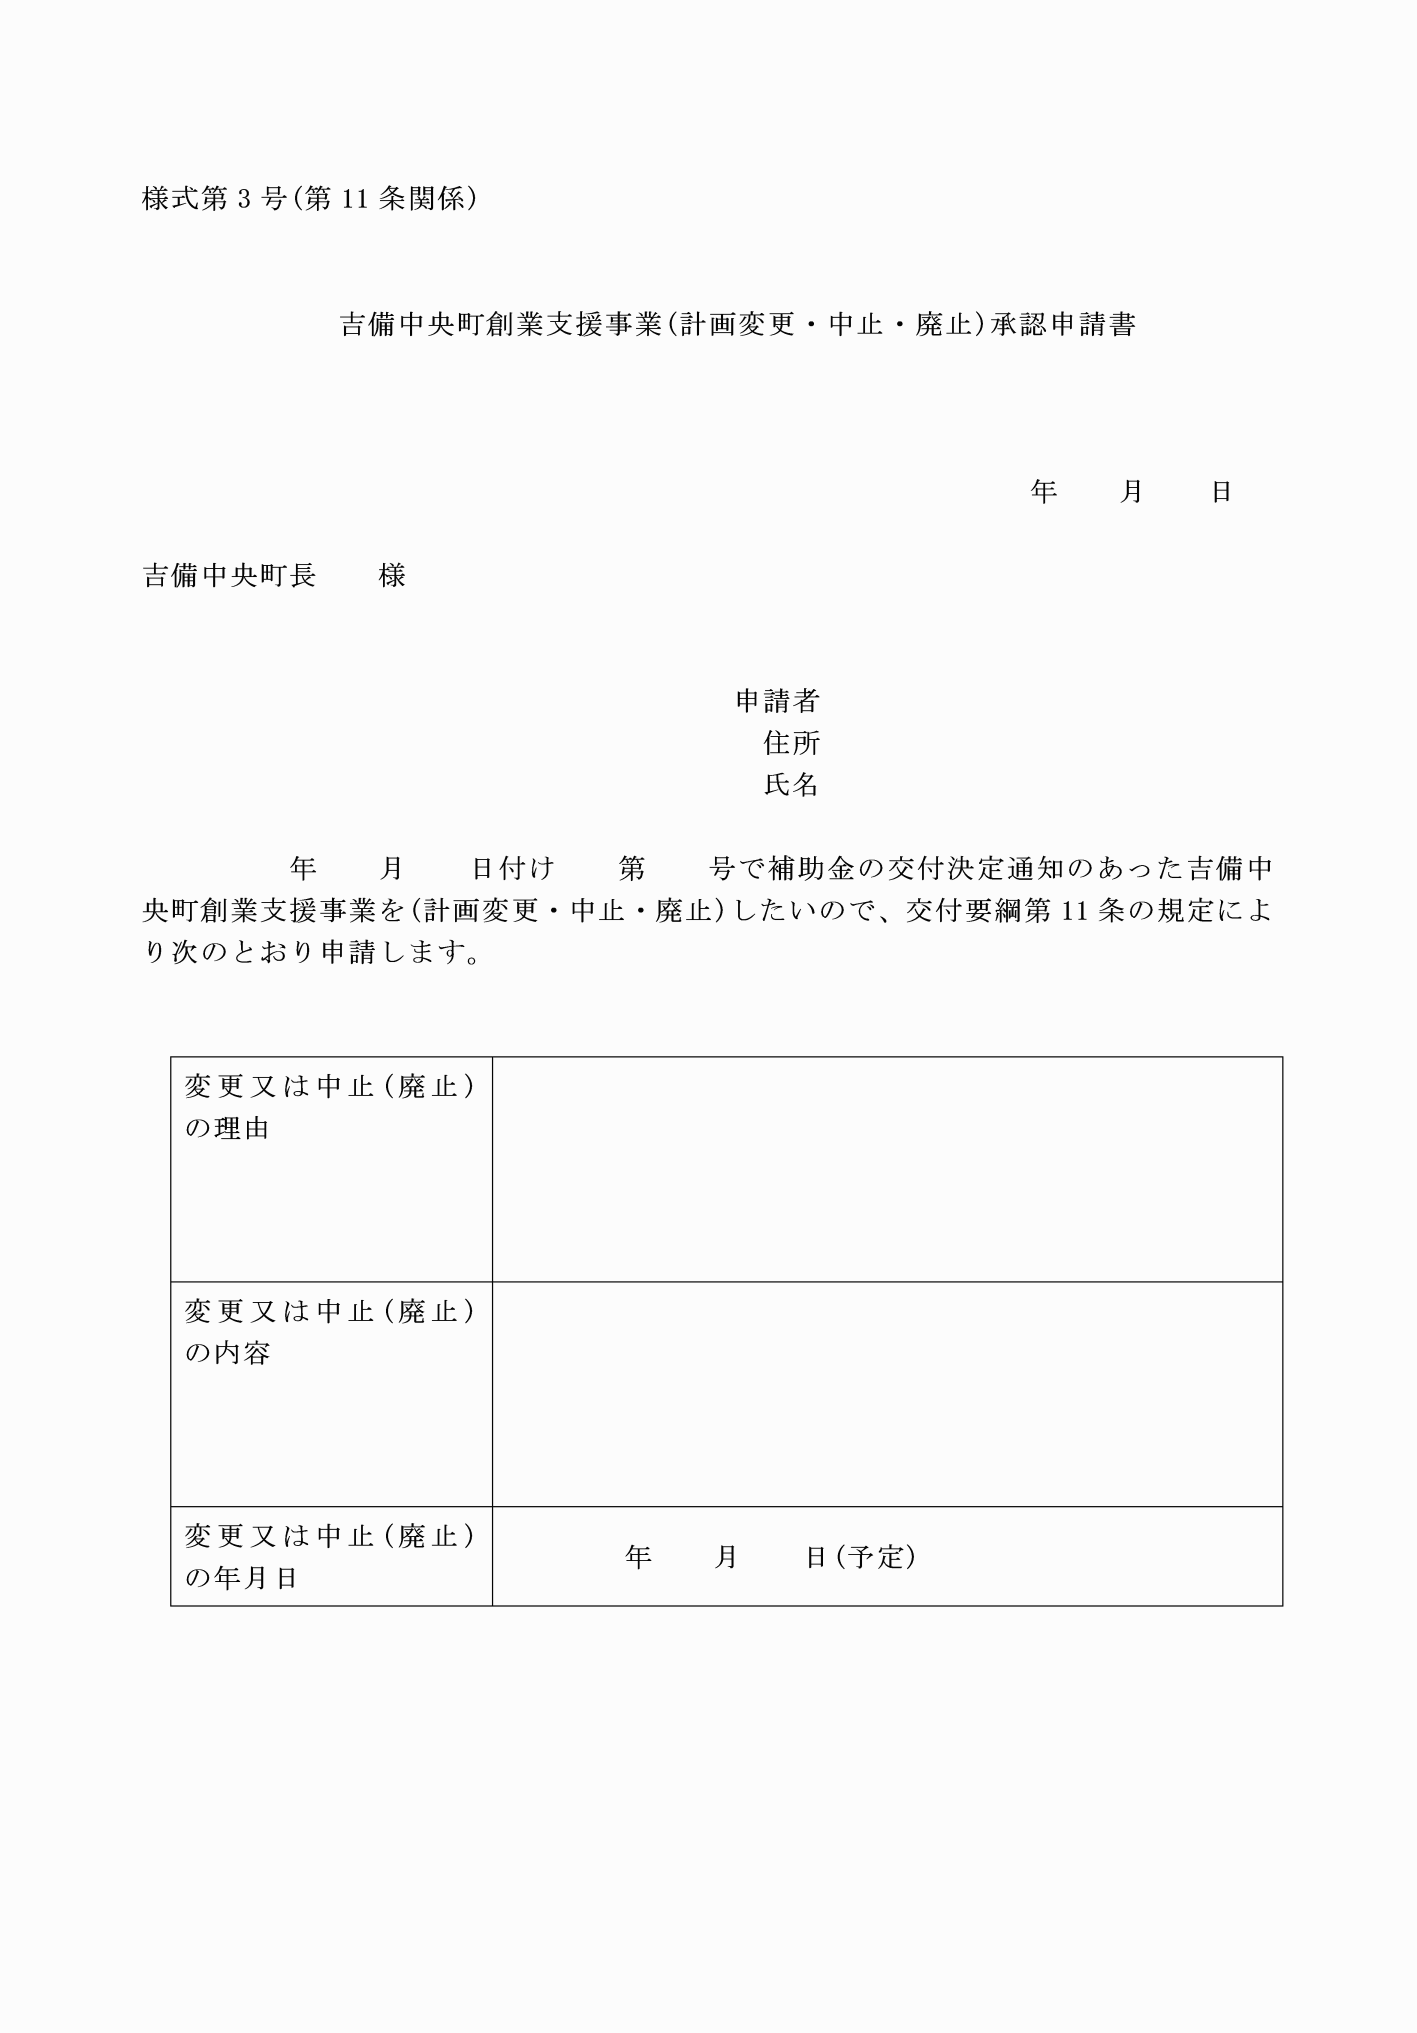 様式第 3 号(第 11 条関係)
吉備中央町創業支援事業(計画変更・中止・廃止)承認申請書
年　　月　　日
吉備中央町長　　様
申請者
住所
氏名
年　　月　　日付け　　第　　号で補助金の交付決定通知のあった吉備中
央町創業支援事業を(計画変更・中止・廃止)したいので、交付要綱第 11 条の規定によ
り次のとおり申請します。
変更又は中止(廃止)
の理由
変更又は中止(廃止)
の内容
変更又は中止(廃止)
の年月日
年　　月　　日(予定)